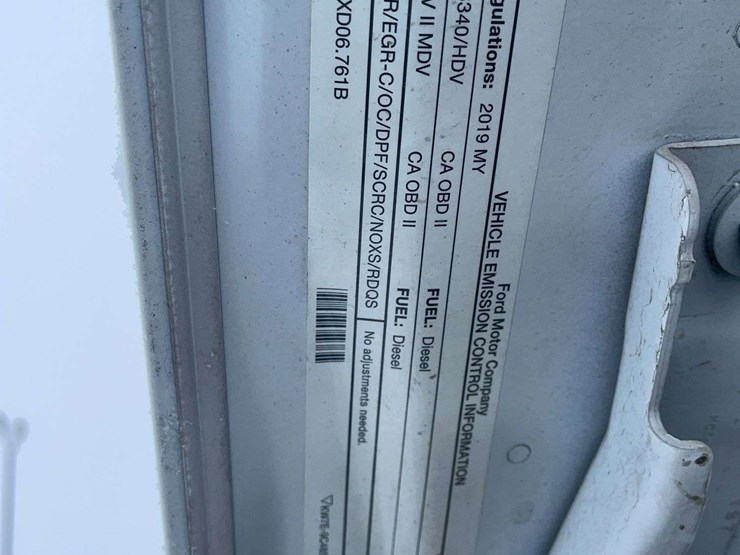 Ford Motor Company
VEHICLE EMISSION CONTROL INFORMATION
gulations: 2019 MY
340/HDV CA OBD II FUEL: Diesel
II MDV CA OBD II FUEL: Diesel
R/EGR-C/OC/DPF/SCRC/NOXS/RDQS No adjustments needed.
XD06.761B